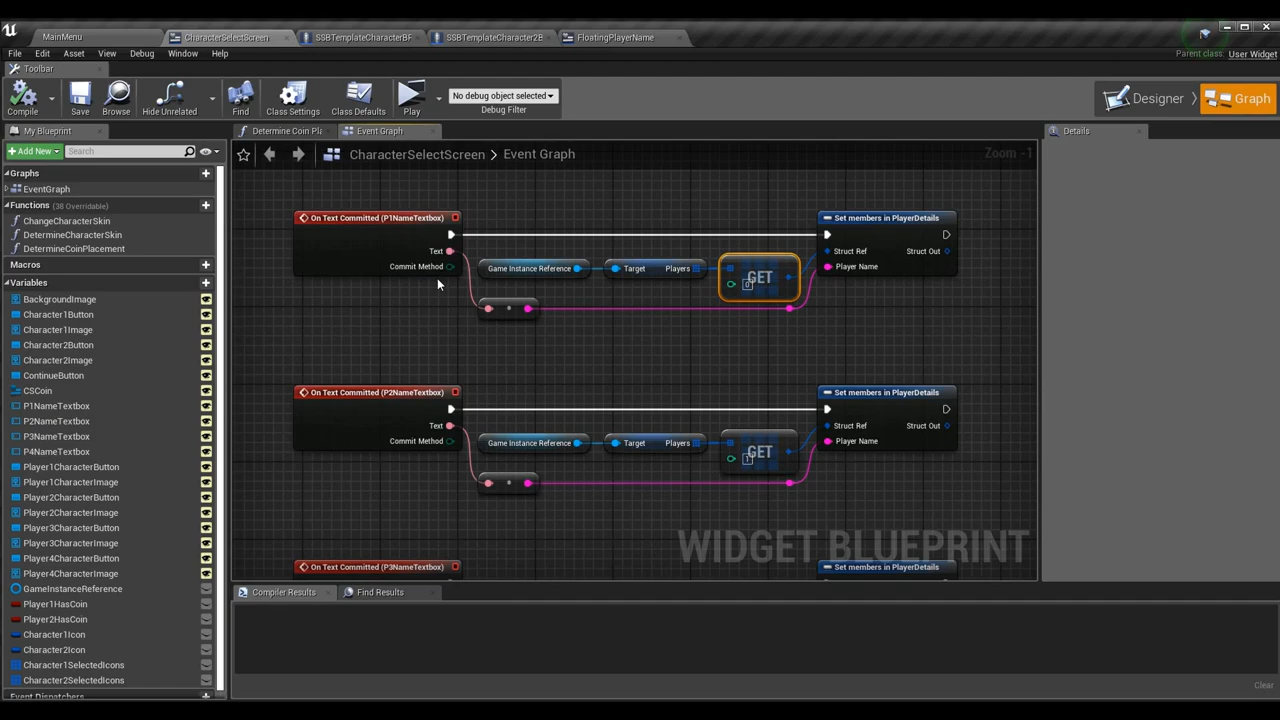 MainMenu
CharacterSelectScreen
SSBTemplateCharacterBF
SSBTemplateCharacter2E
FloatingPlayerName
File Edit Asset View Debug Window Help
Parent class: User Widget
Toolbar
Compile
Save
Browse
Hide Unrelated
Find
Class Settings
Class Defaults
Play
No debug object selected
Debug Filter
Designer
Graph
My Blueprint
Determine Coin Pla
Event Graph
Details
Add New
Search
CharacterSelectScreen > Event Graph
Zoom -1
Graphs
EventGraph
Functions (38 Overridable)
ChangeCharacterSkin
DetermineCharacterSkin
DetermineCoinPlacement
Macros
Variables
BackgroundImage
Character1Button
Character1Image
Character2Button
Character2Image
ContinueButton
CSCoin
P1NameTextbox
P2NameTextbox
P3NameTextbox
P4NameTextbox
Player1CharacterButton
Player1CharacterImage
Player2CharacterButton
Player2CharacterImage
Player3CharacterButton
Player3CharacterImage
Player4CharacterButton
Player4CharacterImage
GameInstanceReference
Player1HasCoin
Player2HasCoin
Character1Icon
Character2Icon
Character1SelectedIcons
Character2SelectedIcons
Event Dispatchers
On Text Committed (P1NameTextbox)
Text
Commit Method
Game Instance Reference
Target Players
GET
0
Set members in PlayerDetails
Struct Ref Struct Out
Player Name
On Text Committed (P2NameTextbox)
Text
Commit Method
Game Instance Reference
Target Players
GET
1
Set members in PlayerDetails
Struct Ref Struct Out
Player Name
On Text Committed (P3NameTextbox)
Set members in PlayerDetails
WIDGET BLUEPRINT
Compiler Results
Find Results
Clear